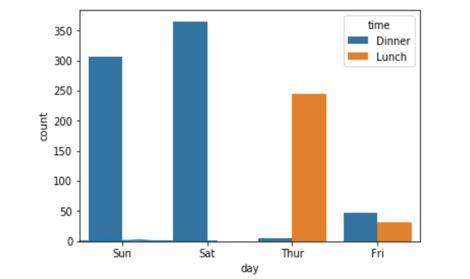 time
Dinner
Lunch
count
350
300
250
200
150
100
50
0
Sun Sat Thur Fri
day